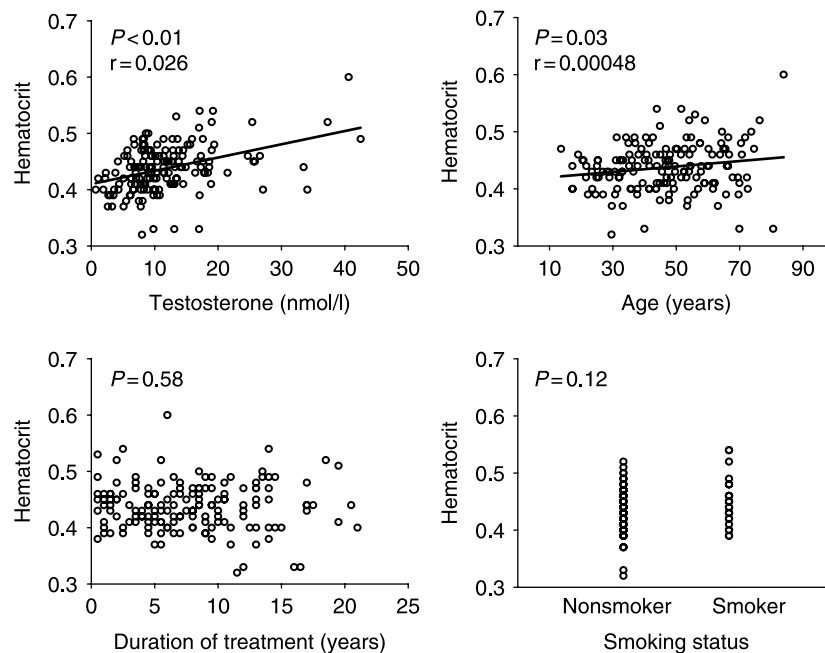 0.7
P<0.01
r=0.026
0.6
Hematocrit
0.5
0.4
0.3
0 10 20 30 40 50
Testosterone (nmol/l)
0.7
P=0.03
r=0.00048
0.6
Hematocrit
0.5
0.4
0.3
10 30 50 70 90
Age (years)
0.7
P=0.58
0.6
Hematocrit
0.5
0.4
0.3
0 5 10 15 20 25
Duration of treatment (years)
0.7
P=0.12
0.6
Hematocrit
0.5
0.4
0.3
Nonsmoker Smoker
Smoking status